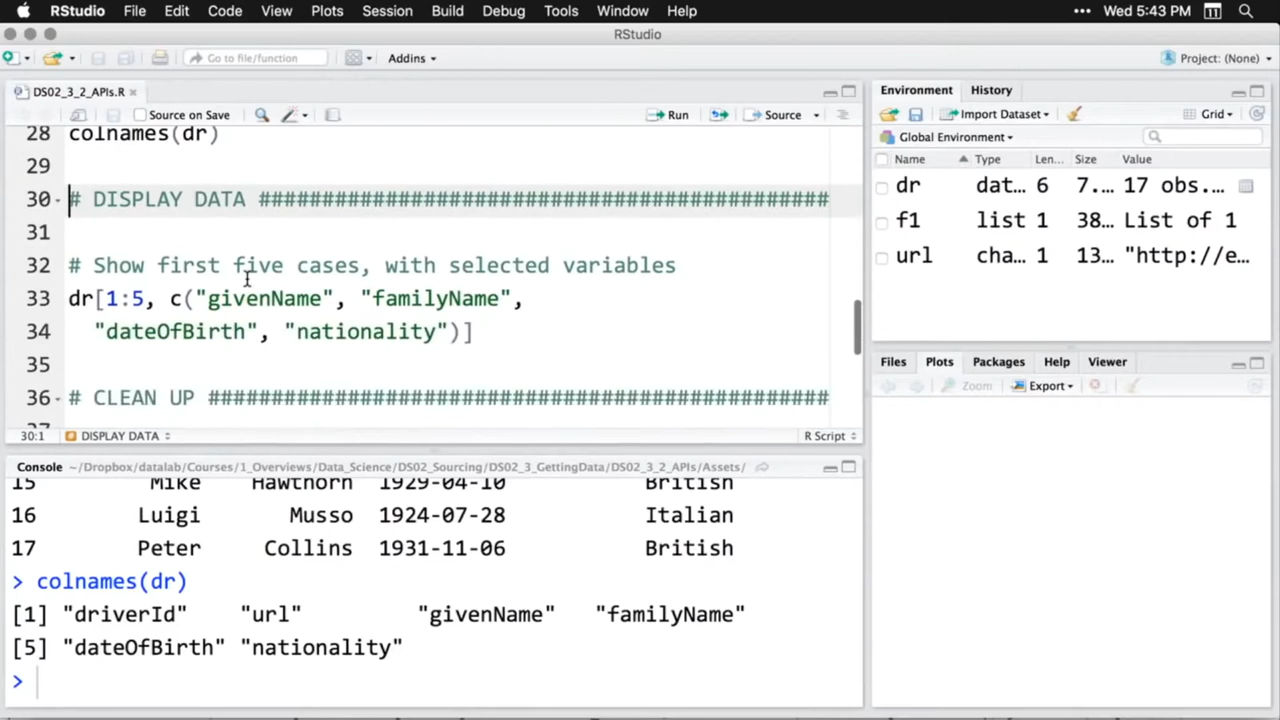 RStudio File Edit Code View Plots Session Build Debug Tools Window Help ••• Wed 5:43 PM 11
RStudio
Go to file/function Addins Project: (None)
DS02_3_2_APIs.R
Source on Save Run Source
28 colnames(dr)
29
30 # DISPLAY DATA #############################################
31
32 # Show first five cases, with selected variables
33 dr[1:5, c("givenName", "familyName",
34 "dateOfBirth", "nationality")]
35
36 # CLEAN UP #################################################
30:1 DISPLAY DATA R Script
Console ~/Dropbox/datalab/Courses/1_Overviews/Data_Science/DS02_Sourcing/DS02_3_GettingData/DS02_3_2_APIs/Assets/
15 Mike Hawthorn 1929-04-10 British
16 Luigi Musso 1924-07-28 Italian
17 Peter Collins 1931-11-06 British
> colnames(dr)
[1] "driverId" "url" "givenName" "familyName"
[5] "dateOfBirth" "nationality"
>
Environment History
Import Dataset Grid
Global Environment
Name Type Len... Size Value
dr dat... 6 7.... 17 obs....
f1 list 1 38... List of 1
url cha... 1 13... "http://e...
Files Plots Packages Help Viewer
Zoom Export